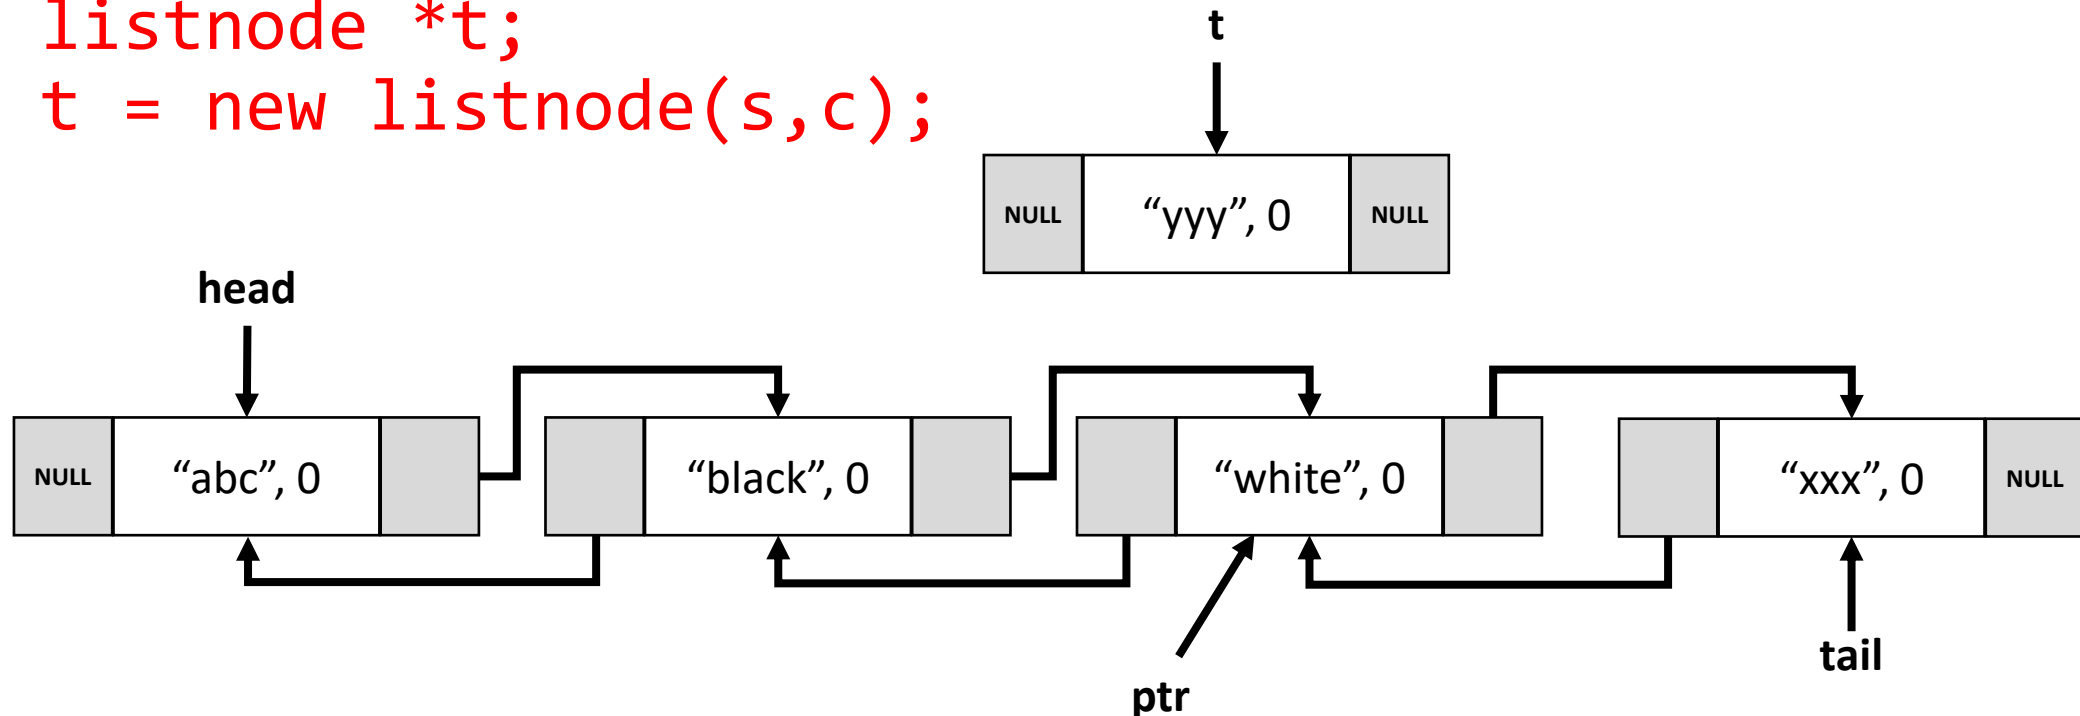 listnode *t;
t = new listnode(s,c);
t
NULL “yyy”, 0 NULL
head
NULL “abc”, 0 “black”, 0 “white”, 0 “xxx”, 0 NULL
tail
ptr